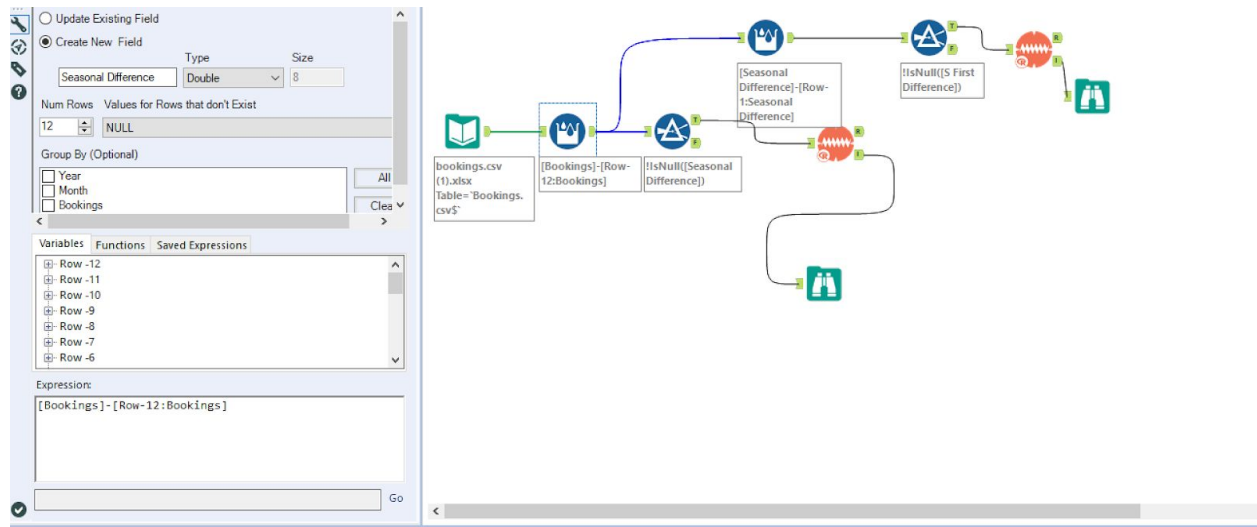 Update Existing Field
Create New Field
Type
Size
Seasonal Difference
Double
8
Num Rows
Values for Rows that don't Exist
12
NULL
Group By (Optional)
Year
Month
Bookings
All
Clea
Variables
Functions
Saved Expressions
Row -12
Row -11
Row -10
Row -9
Row -8
Row -7
Row -6
Expression:
[Bookings]-[Row-12:Bookings]
Go
[Seasonal
Difference]-[Row-
1:Seasonal
Difference]
T
F
!IsNull([S First
Difference])
R
I
bookings.csv
(1).xlsx
Table=`Bookings.
csv$`
[Bookings]-[Row-
12:Bookings]
T
F
!IsNull([Seasonal
Difference])
R
I